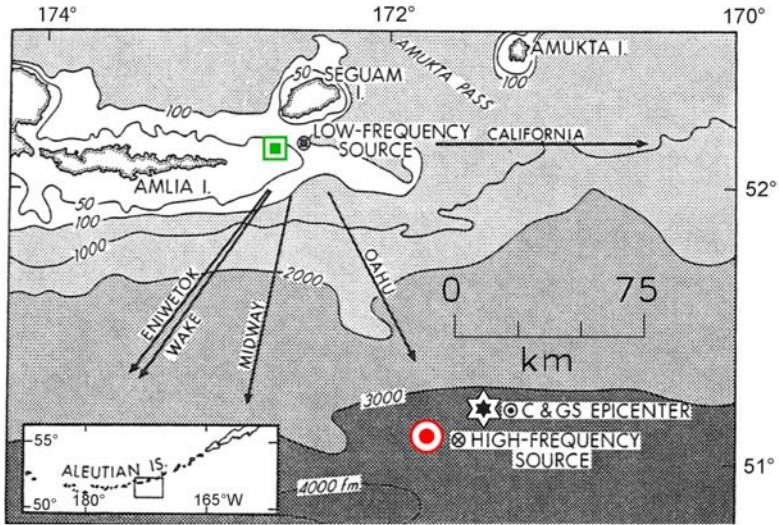 174°
172°
170°
50
SEGUAM
I.
AMUKTA PASS
AMUKTA I.
100
100
LOW-FREQUENCY
SOURCE
CALIFORNIA
AMLIA I.
50
100
1000
52°
2000
ENIWETOK
WAKE
MIDWAY
OAHU
0 75
km
3000
C & GS EPICENTER
HIGH-FREQUENCY
SOURCE
51°
4000 fm.
55°
ALEUTIAN IS.
50°
180°
165°W